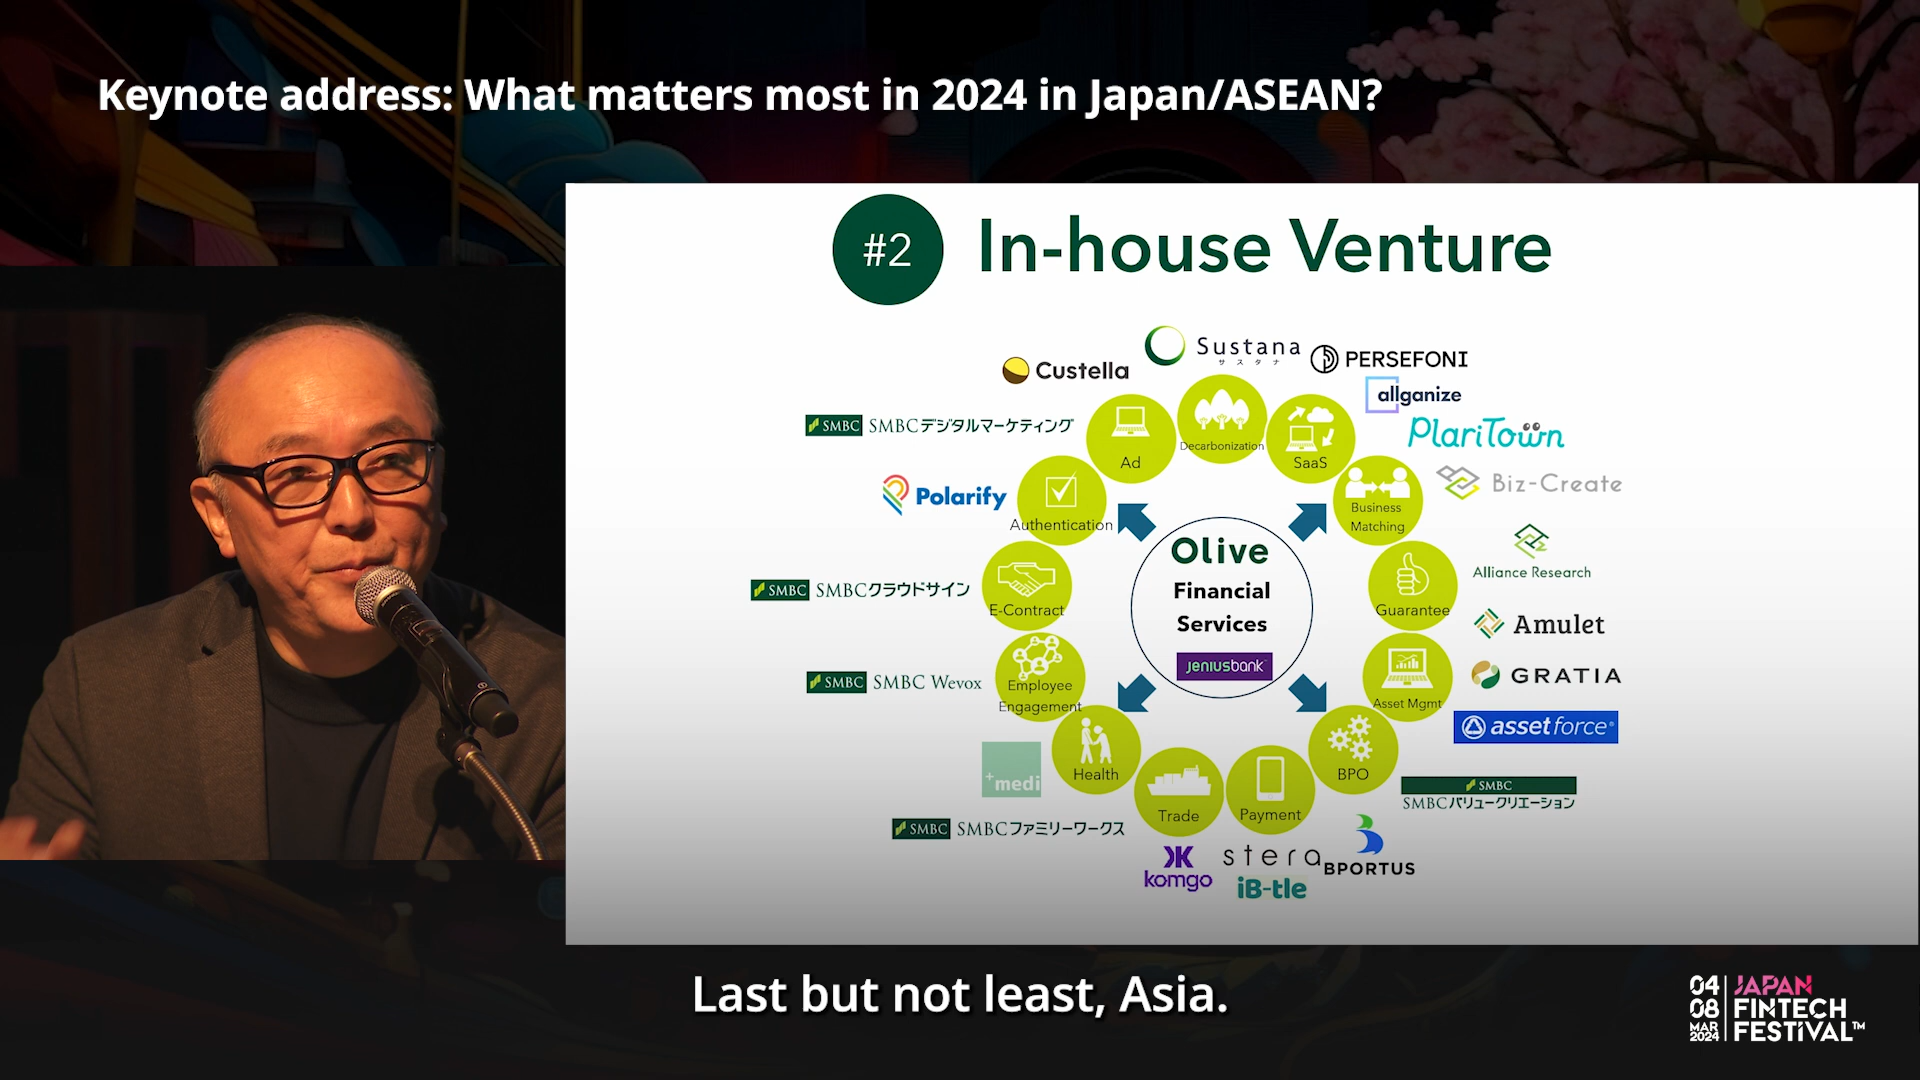 Keynote address: What matters most in 2024 in Japan/ASEAN?
#2 In-house Venture
Sustana
サスタナ
Custella
PERSEFONI
allganize
SMBC SMBCデジタルマーケティング
PlariTown
Ad
Decarbonization
SaaS
Polarify
Biz-Create
Authentication
Business
Matching
Olive
Financial
Services
Jeniusbank
Alliance Research
SMBC SMBCクラウドサイン
E-Contract
Guarantee
Amulet
SMBC SMBC Wevox
Employee
Engagement
Asset Mgmt
GRATIA
assetforce
+medi
Health
BPO
SMBC
SMBCバリュークリエーション
Trade
Payment
SMBC SMBCファミリーワークス
komgo
stera
iB-tle
BPORTUS
Last but not least, Asia.
04
08
MAR
2024
JAPAN
FINTECH
FESTIVAL™